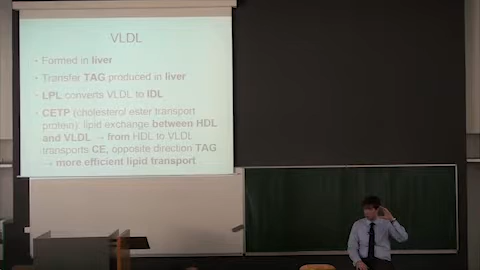 VLDL
• Formed in liver
• Transfer TAG produced in liver
• LPL converts VLDL to IDL
• CETP (cholesterol ester transport
protein): lipid exchange between HDL
and VLDL → from HDL to VLDL
transports CE, opposite direction TAG
→ more efficient lipid transport